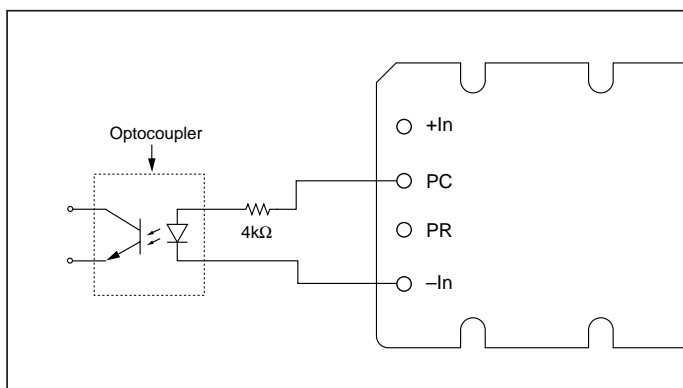 Optocoupler
4kΩ
+In
PC
PR
–In